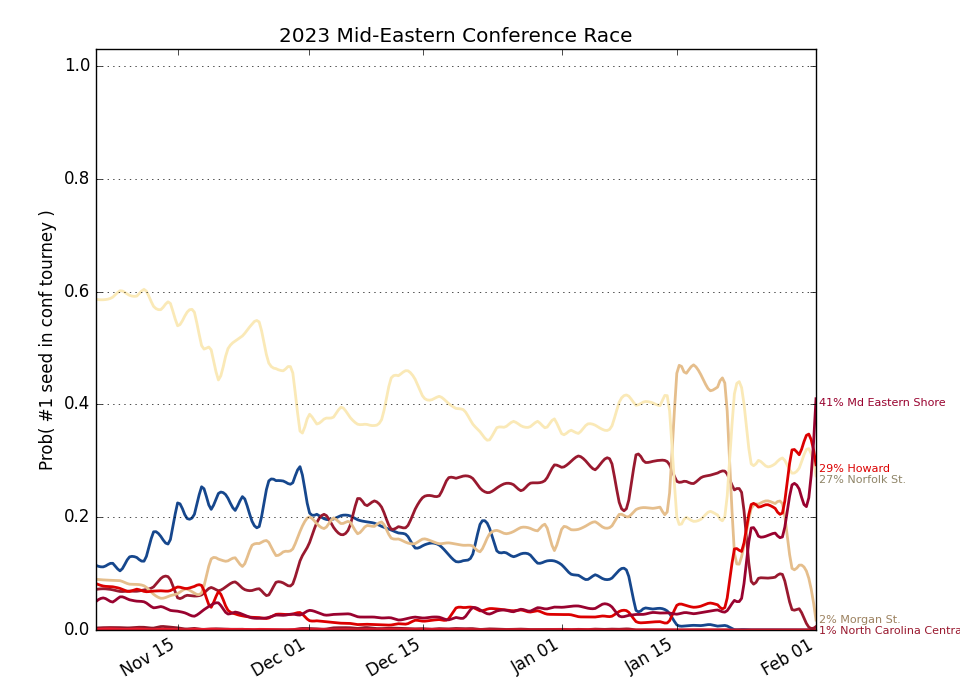 2023 Mid-Eastern Conference Race
Prob( #1 seed in conf tourney )
1.0
0.8
0.6
0.4
0.2
0.0
Nov 15
Dec 01
Dec 15
Jan 01
Jan 15
Feb 01
41% Md Eastern Shore
29% Howard
27% Norfolk St.
2% Morgan St.
1% North Carolina Centra